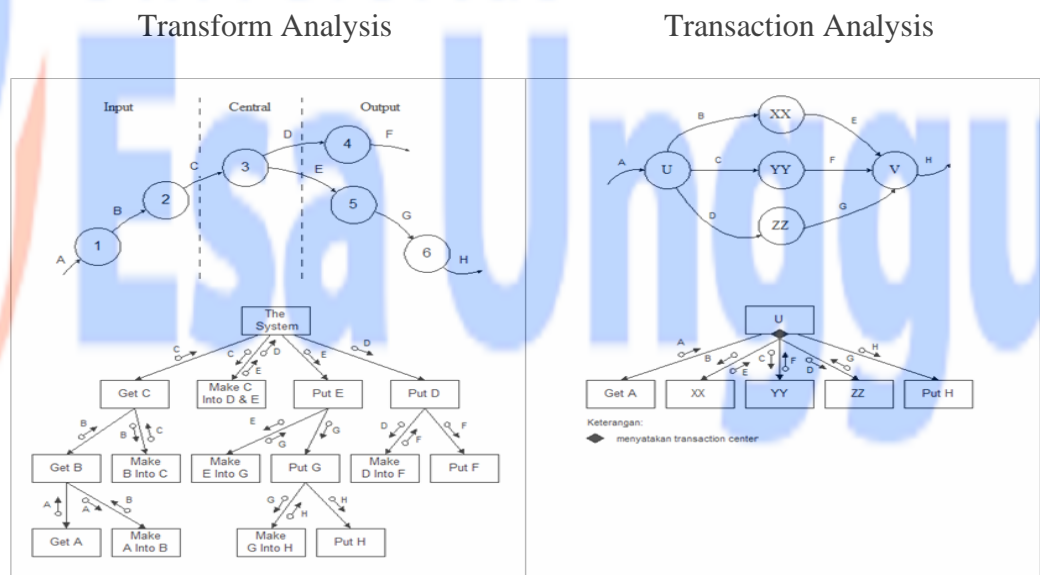 Transform Analysis
Transaction Analysis
Input Central Output
D
F
4
3
C
E
2
5
B
G
1
6
A
H
The
System
C
C
D
E
E
D
Get C
Make C
Into D & E
Put E
Put D
B
B
C
E
G
G
D
F
F
Get B
Make
B Into C
Make
E Into G
Put G
Make
D Into F
Put F
A
A
B
G
H
H
Get A
Make
A Into B
Make
G Into H
Put H
B
XX
E
A
U
C
YY
F
V
H
D
ZZ
G
U
A
B
E
C
F
D
G
H
Get A
XX
YY
ZZ
Put H
Keterangan:
menyatakan transaction center
Esa Unggu